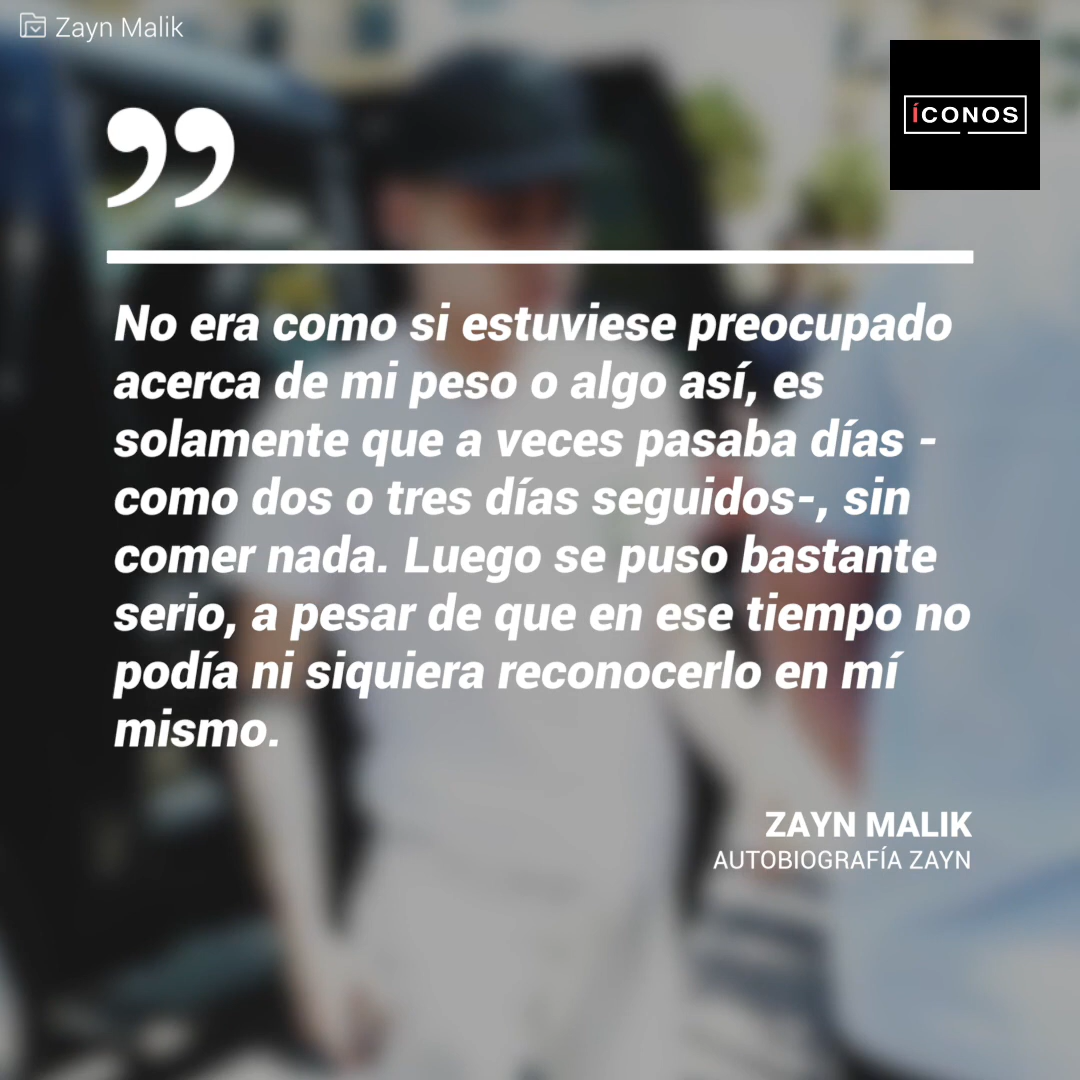 Zayn Malik
ÍCONOS
”
No era como si estuviese preocupado
acerca de mi peso o algo así, es
solamente que a veces pasaba días -
como dos o tres días seguidos-, sin
comer nada. Luego se puso bastante
serio, a pesar de que en ese tiempo no
podía ni siquiera reconocerlo en mí
mismo.
ZAYN MALIK
AUTOBIOGRAFÍA ZAYN